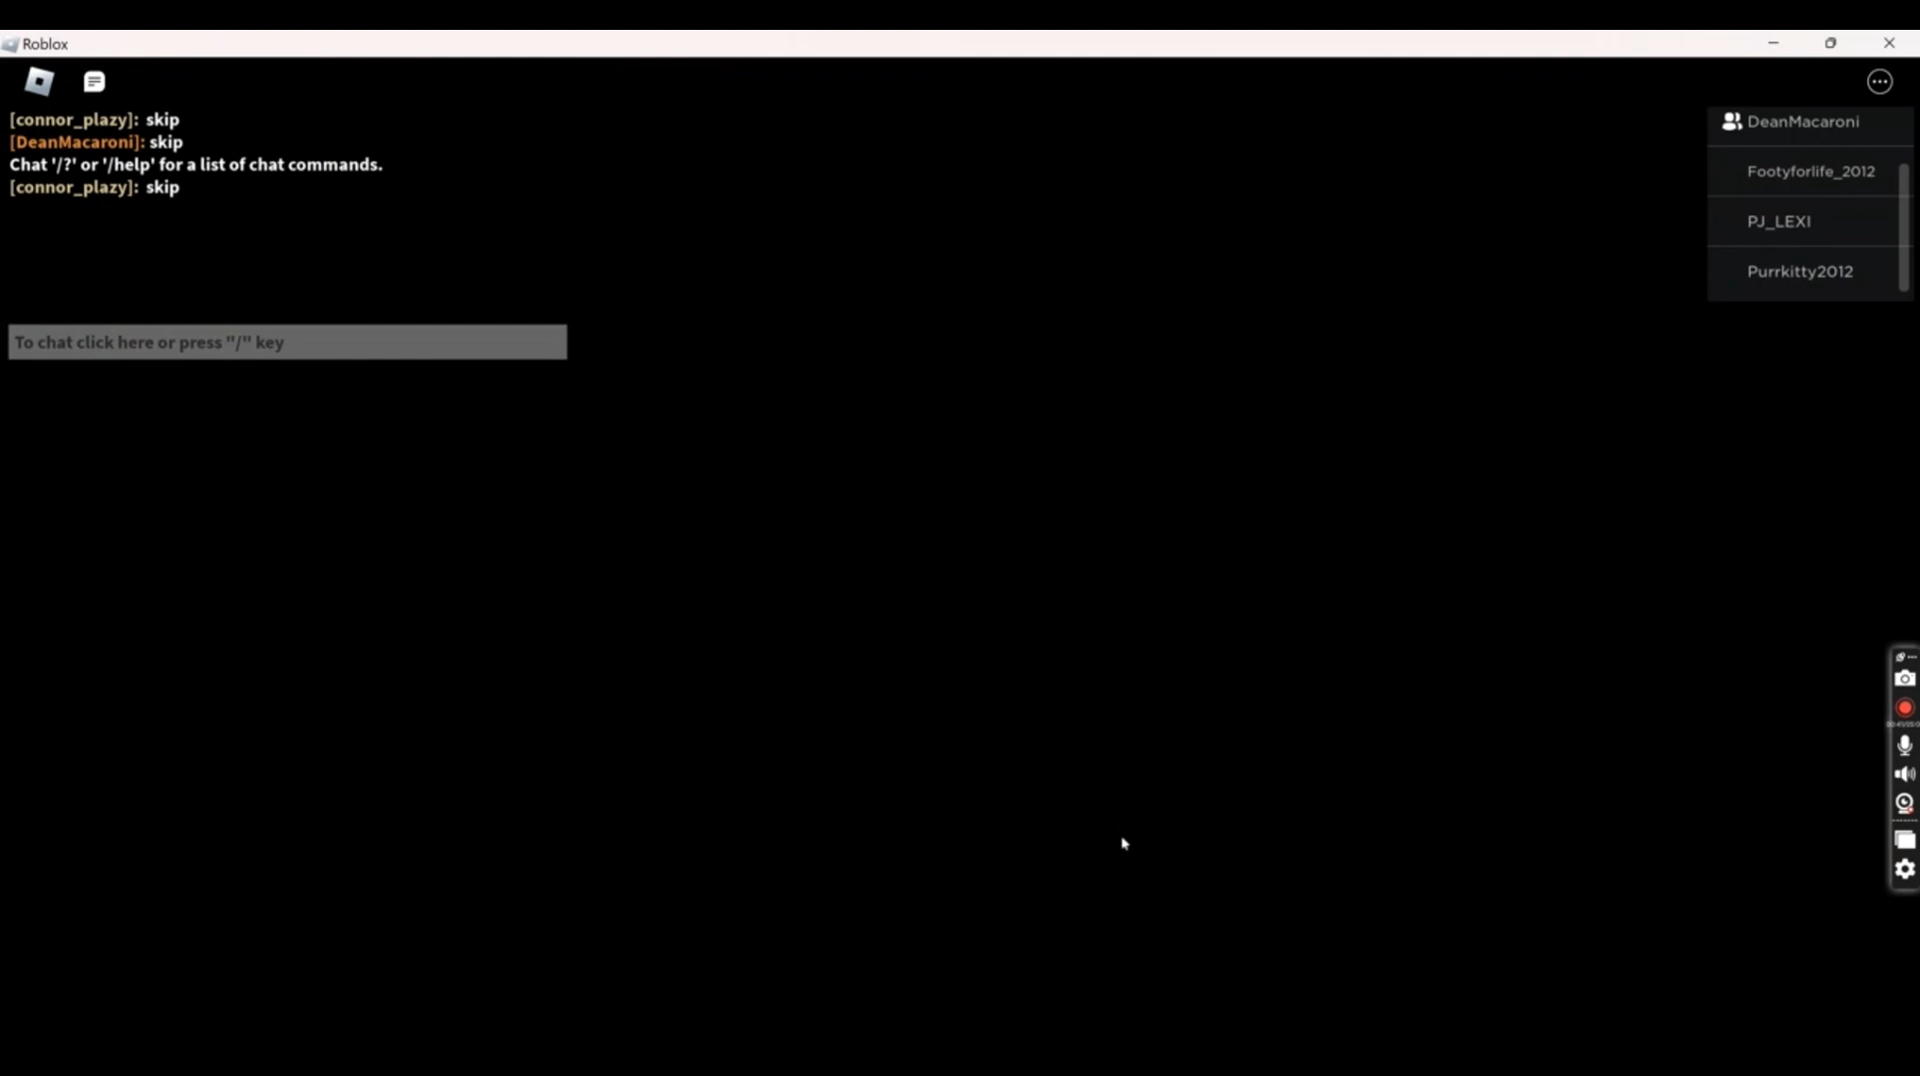 Roblox
[connor_plazy]: skip
[DeanMacaroni]: skip
Chat '/?' or '/help' for a list of chat commands.
[connor_plazy]: skip
To chat click here or press "/" key
DeanMacaroni
Footyforlife_2012
PJ_LEXI
Purrkitty2012